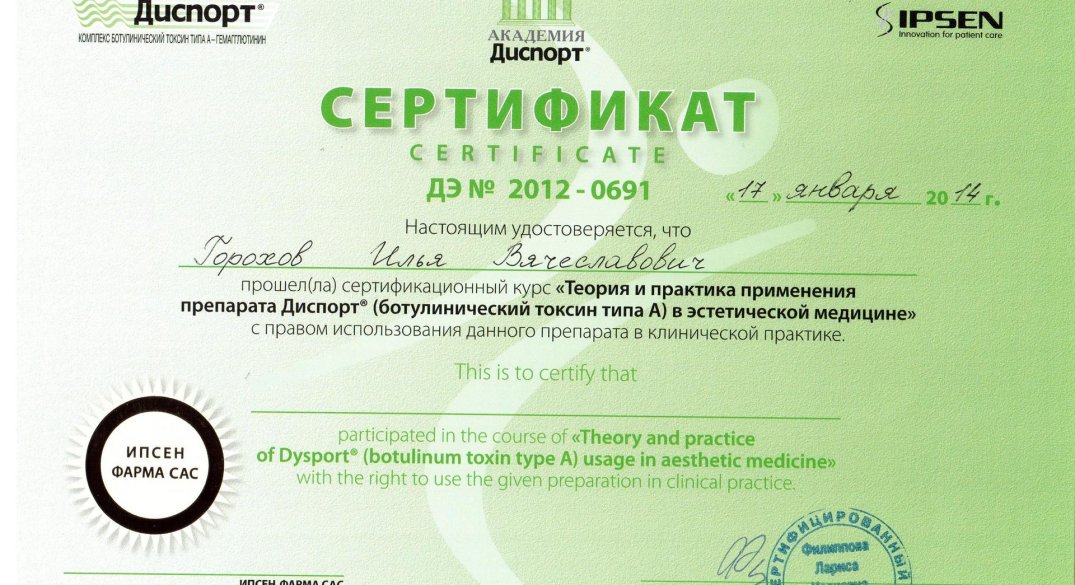 Диспорт®
КОМПЛЕКС БОТУЛИНИЧЕСКИЙ ТОКСИН ТИПА А – ГЕМАГГЛЮТИНИН
АКАДЕМИЯ
Диспорт®
IPSEN
Innovation for patient care
СЕРТИФИКАТ
CERTIFICATE
ДЭ № 2012 - 0691
«17» января 2014 г.
Настоящим удостоверяется, что
Горохов Илья Вячеславович
прошел(ла) сертификационный курс «Теория и практика применения
препарата Диспорт® (ботулинический токсин типа А) в эстетической медицине»
с правом использования данного препарата в клинической практике.
This is to certify that
participated in the course of «Theory and practice
of Dysport® (botulinum toxin type A) usage in aesthetic medicine»
with the right to use the given preparation in clinical practice.
ИПСЕН
ФАРМА САС
СЕРТИФИЦИРОВАННЫЙ
Филиппова
Лариса
ИПСЕН ФАРМА САС